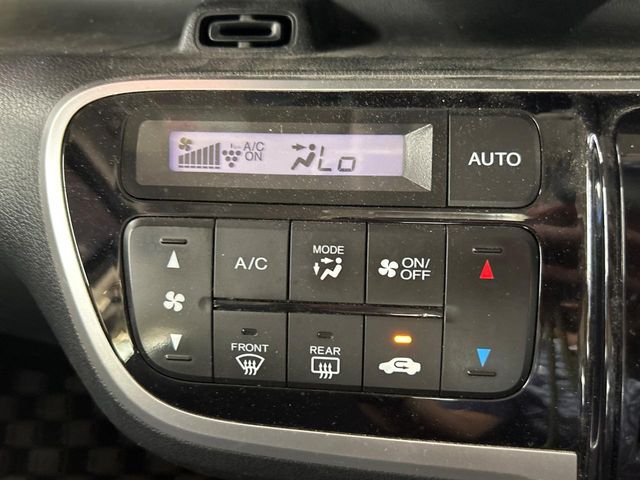 A/C
ON
Lo
AUTO
A/C
MODE
ON/
OFF
FRONT
REAR